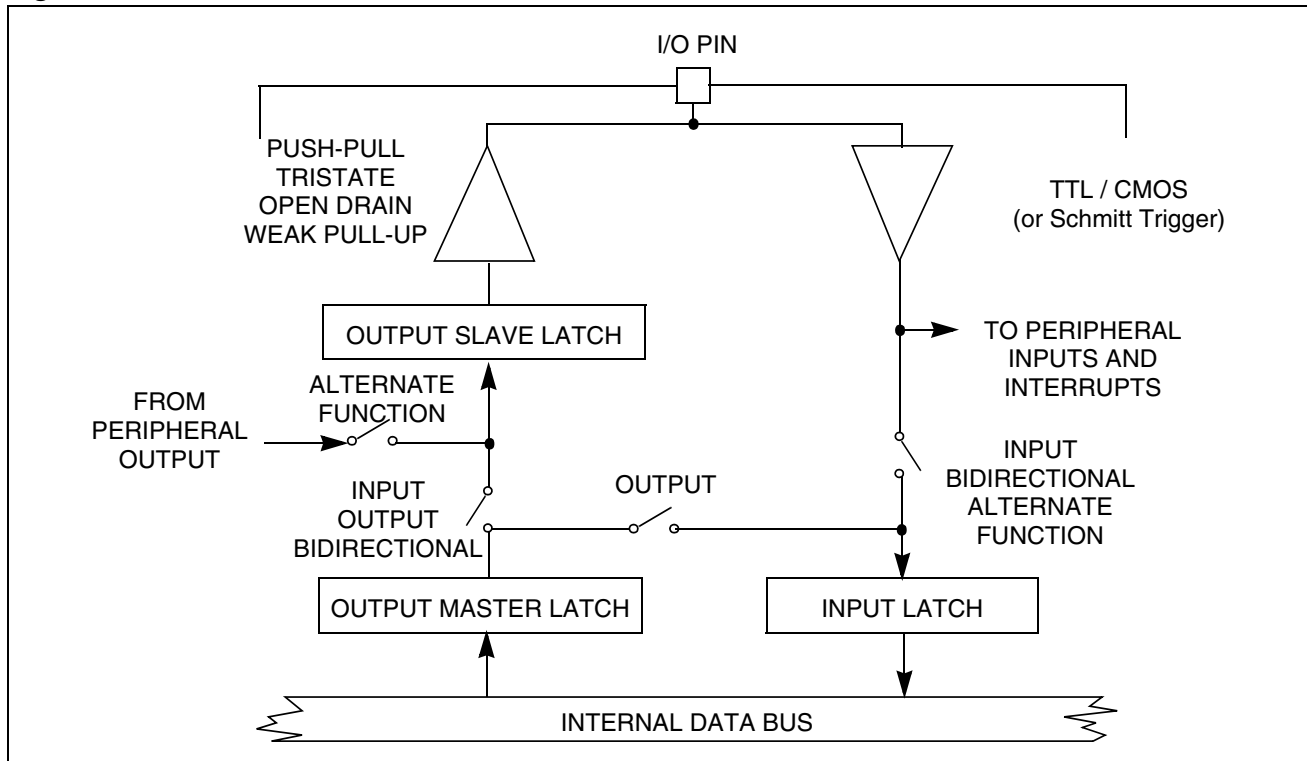 I/O PIN
PUSH-PULL
TRISTATE
OPEN DRAIN
WEAK PULL-UP
TTL / CMOS
(or Schmitt Trigger)
OUTPUT SLAVE LATCH
TO PERIPHERAL
INPUTS AND
INTERRUPTS
ALTERNATE
FUNCTION
FROM
PERIPHERAL
OUTPUT
INPUT
OUTPUT
BIDIRECTIONAL
OUTPUT
INPUT
BIDIRECTIONAL
ALTERNATE
FUNCTION
OUTPUT MASTER LATCH
INPUT LATCH
INTERNAL DATA BUS